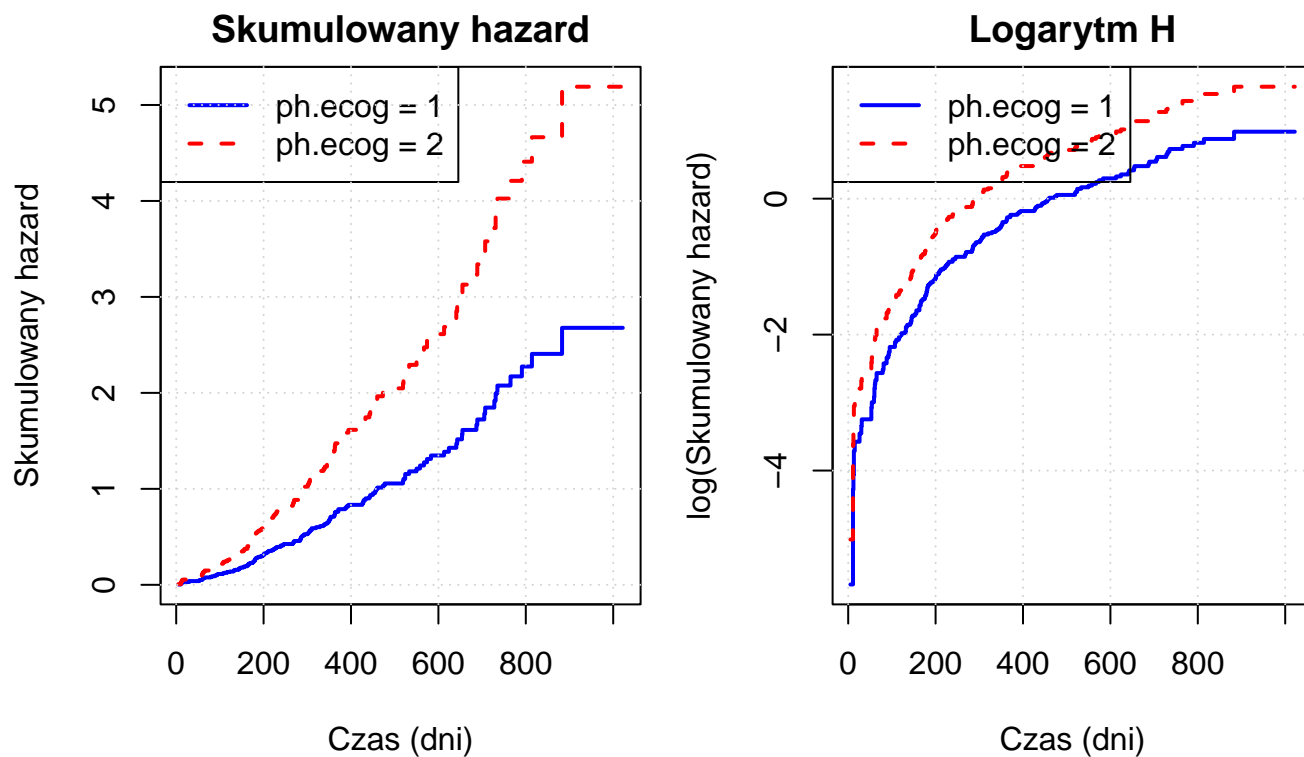 Skumulowany hazard
Skumulowany hazard
0
1
2
3
4
5
ph.ecog = 1
ph.ecog = 2
0 200 400 600 800
Czas (dni)
Logarytm H
log(Skumulowany hazard)
−4
−2
0
ph.ecog = 1
ph.ecog = 2
0 200 400 600 800
Czas (dni)